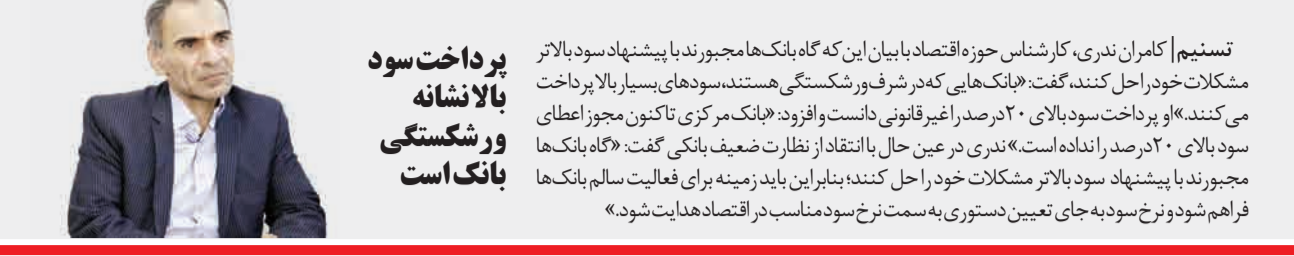 پرداخت سود
بالا نشانه
ورشکستگی
بانک است
تسنیم| کامران ندری، کارشناس حوزه اقتصاد با بیان این که گاه بانک‌ها مجبورند با پیشنهاد سود بالاتر
مشکلات خود را حل کنند، گفت: «بانک‌هایی که در شرف ورشکستگی هستند، سودهای بسیار بالا پرداخت
می کنند.» او پرداخت سود بالای ۲۰درصد را غیرقانونی دانست و افزود: «بانک مرکزی تاکنون مجوز اعطای
سود بالای ۲۰درصد را نداده است.» ندری در عین حال با انتقاد از نظارت ضعیف بانکی گفت: «گاه بانک‌ها
مجبورند با پیشنهاد سود بالاتر مشکلات خود را حل کنند؛ بنابراین باید زمینه برای فعالیت سالم بانک‌ها
فراهم شود و نرخ سود به جای تعیین دستوری به سمت نرخ سود مناسب در اقتصاد هدایت شود.»